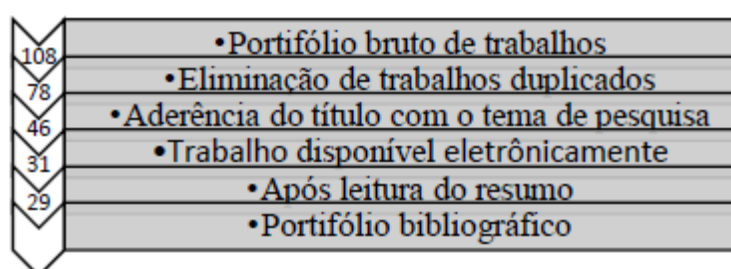 •Portifólio bruto de trabalhos
108
•Eliminação de trabalhos duplicados
78
•Aderência do título com o tema de pesquisa
46
•Trabalho disponível eletrônicamente
31
•Após leitura do resumo
29
•Portifólio bibliográfico